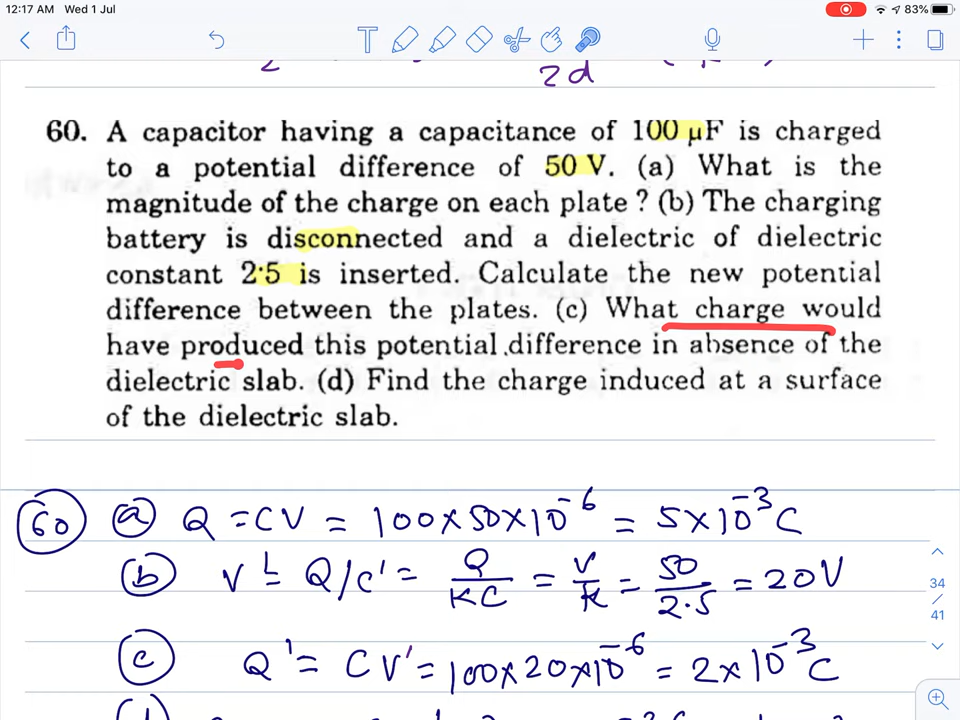 12:17 AM Wed 1 Jul
83%
2d
60. A capacitor having a capacitance of 100 μF is charged
to a potential difference of 50 V. (a) What is the
magnitude of the charge on each plate ? (b) The charging
battery is disconnected and a dielectric of dielectric
constant 2·5 is inserted. Calculate the new potential
difference between the plates. (c) What charge would
have produced this potential difference in absence of the
dielectric slab. (d) Find the charge induced at a surface
of the dielectric slab.
60 a Q = CV = 100×50×10⁻⁶ = 5×10⁻³ C
b V' = Q/C' = Q/KC = V/K = 50/2.5 = 20V
c Q' = CV' = 100×20×10⁻⁶ = 2×10⁻³ C
34
/
41